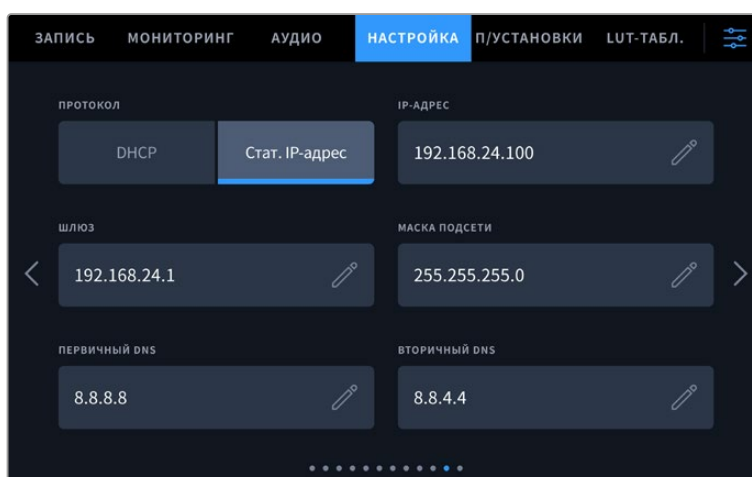 ЗАПИСЬ МОНИТОРИНГ АУДИО НАСТРОЙКА П/УСТАНОВКИ LUT-ТАБЛ.
ПРОТОКОЛ IP-АДРЕС
DHCP Стат. IP-адрес 192.168.24.100
ШЛЮЗ МАСКА ПОДСЕТИ
192.168.24.1 255.255.255.0
ПЕРВИЧНЫЙ DNS ВТОРИЧНЫЙ DNS
8.8.8.8 8.8.4.4